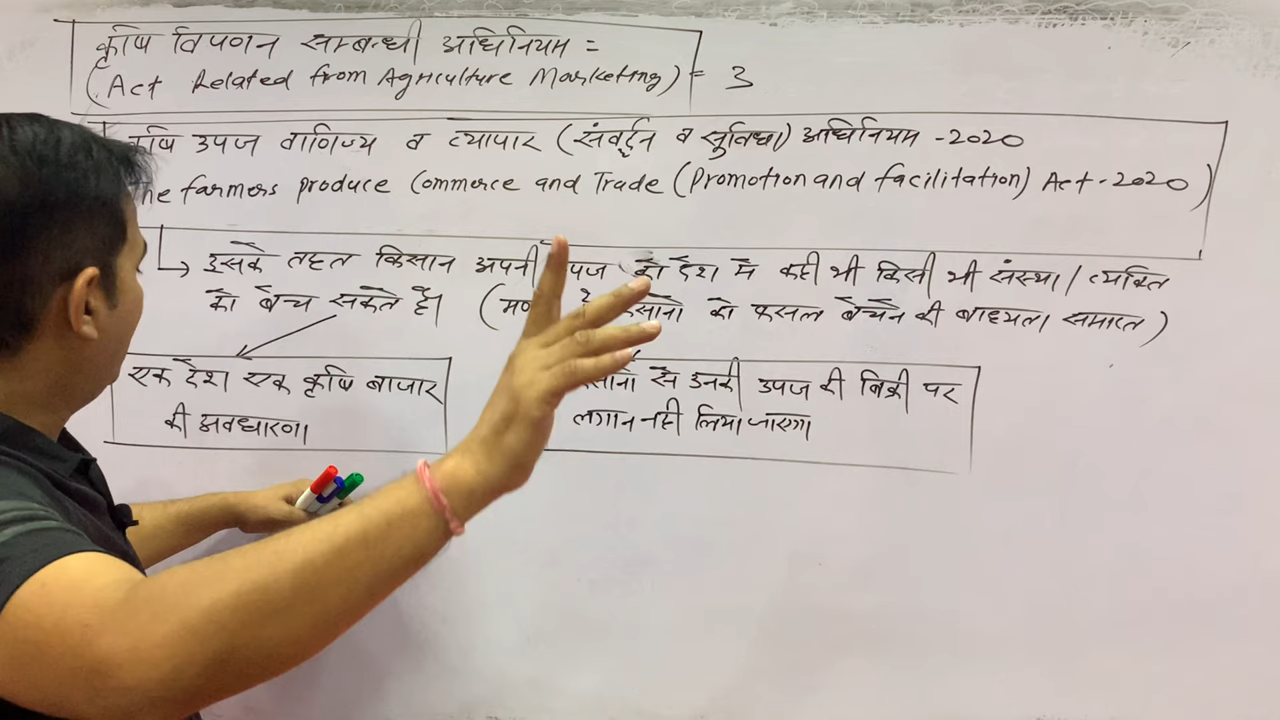 कृषि विपणन सम्बन्धी अधिनियम =
(Act Related from Agriculture Marketing) = 3
कृषि उपज वाणिज्य व व्यापार (संवर्द्धन व सुविधा) अधिनियम -2020
The farmers produce Commerce and Trade (Promotion and facilitation) Act-2020)
इसके तहत किसान अपनी उपज को देश मे कही भी किसी भी संस्था / व्यक्ति
को बेच सकते है। ( को फसल बेचने की बाध्यता समाप्त)
एक देश एक कृषि बाजार
की अवधारणा
से उनकी उपज की बिक्री पर
लगान नही लिया जाएगा